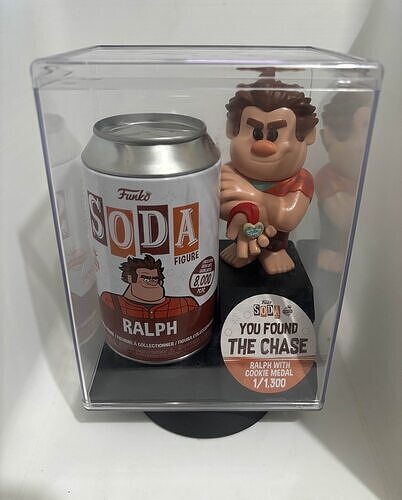 Funko
SODA
FIGURE
8,000
PCS.
RALPH
Funko
SODA
YOU FOUND
THE CHASE
RALPH WITH
COOKIE MEDAL
1/1,300